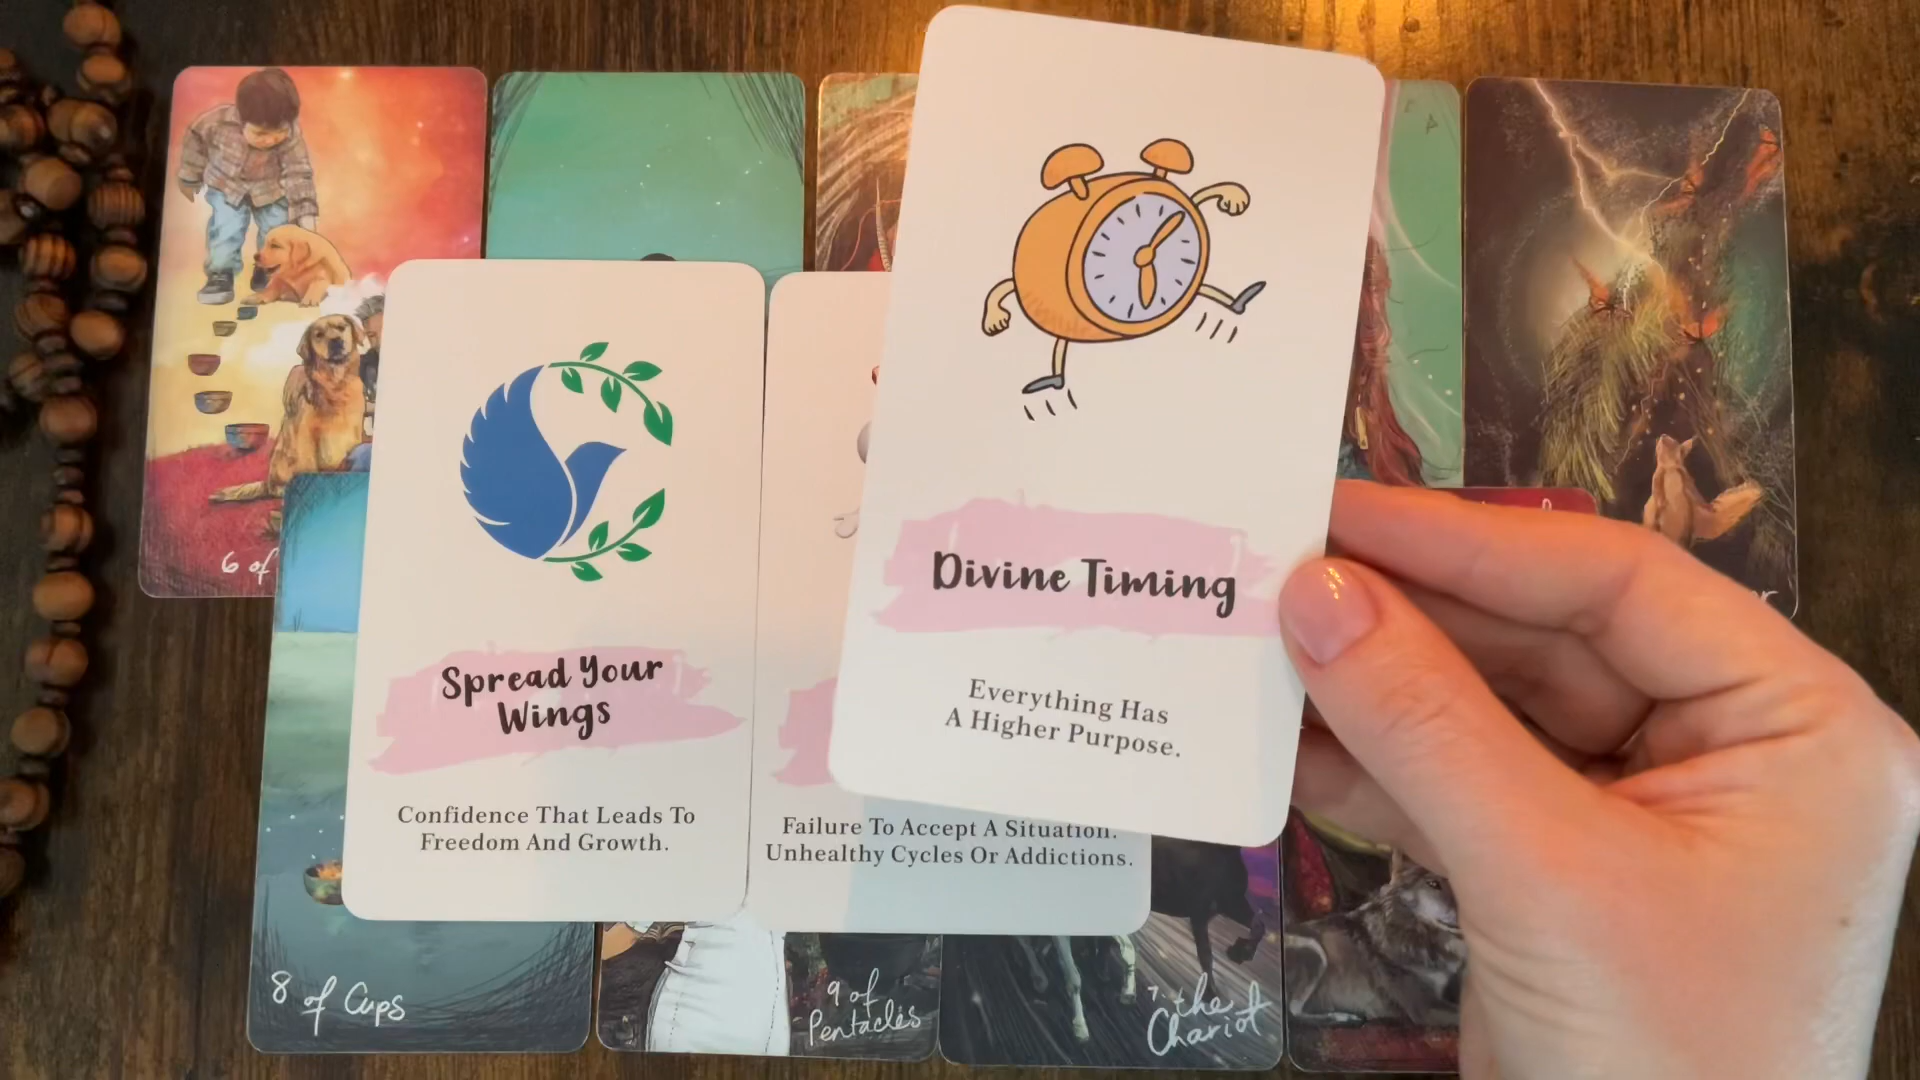 Divine Timing
Everything Has
A Higher Purpose.
Spread Your
Wings
Confidence That Leads To
Freedom And Growth.
Failure To Accept A Situation.
Unhealthy Cycles Or Addictions.
6 of
8 of Cups
9 of
Pentacles
7 - the
Chariot